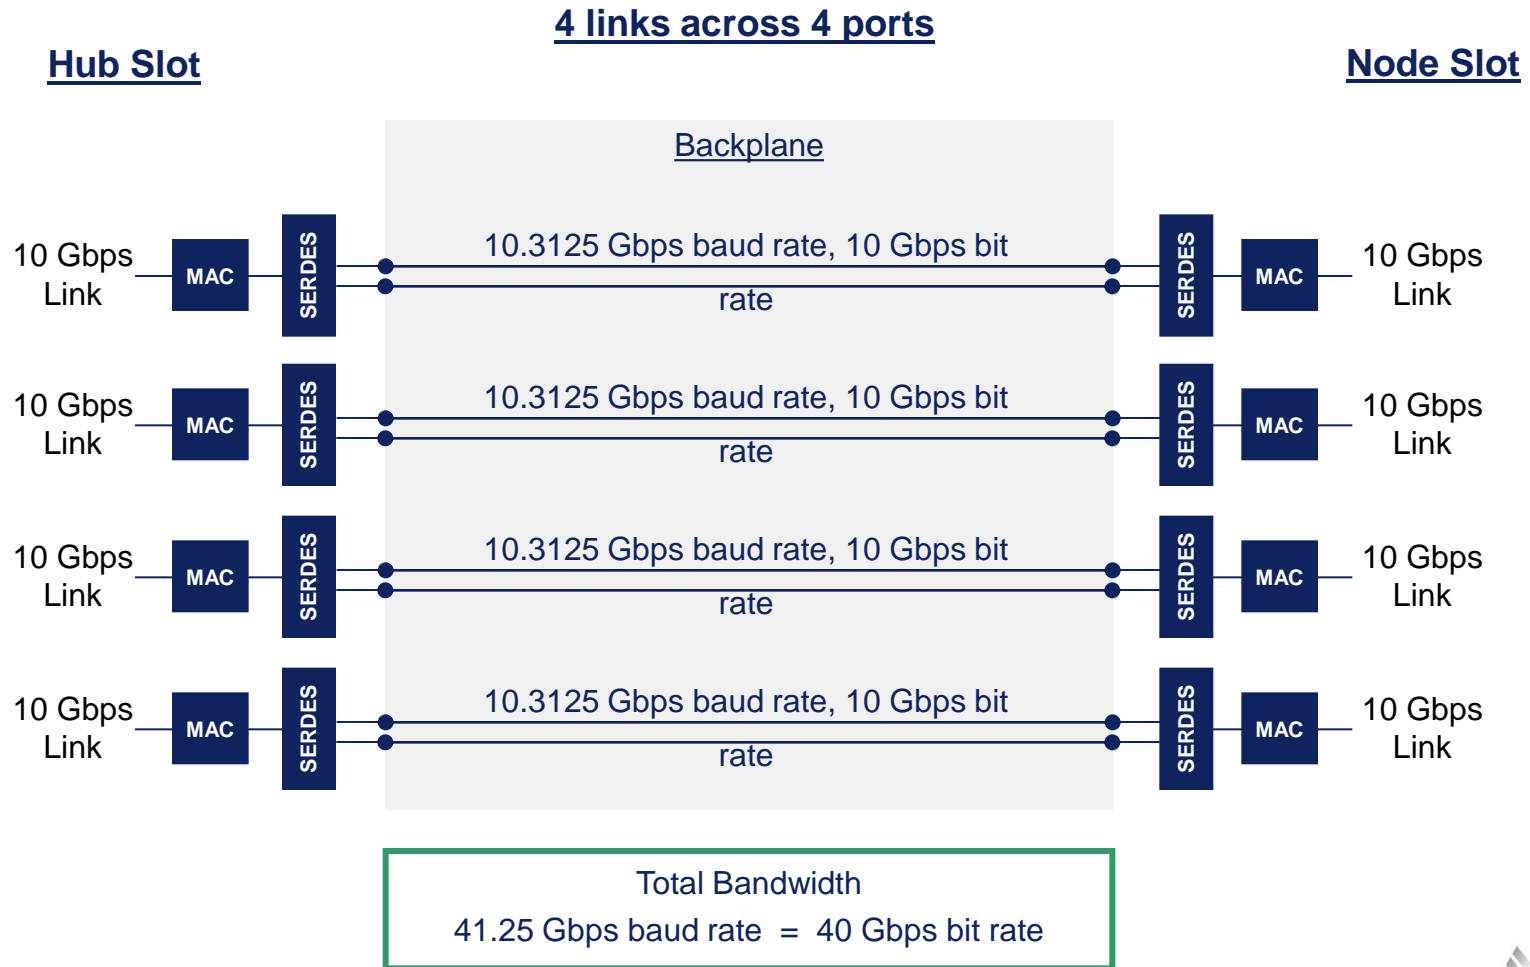 4 links across 4 ports
Hub Slot
Node Slot
Backplane
10 Gbps
Link
MAC
SERDES
10.3125 Gbps baud rate, 10 Gbps bit
rate
SERDES
MAC
10 Gbps
Link
10 Gbps
Link
MAC
SERDES
10.3125 Gbps baud rate, 10 Gbps bit
rate
SERDES
MAC
10 Gbps
Link
10 Gbps
Link
MAC
SERDES
10.3125 Gbps baud rate, 10 Gbps bit
rate
SERDES
MAC
10 Gbps
Link
10 Gbps
Link
MAC
SERDES
10.3125 Gbps baud rate, 10 Gbps bit
rate
SERDES
MAC
10 Gbps
Link
Total Bandwidth
41.25 Gbps baud rate = 40 Gbps bit rate